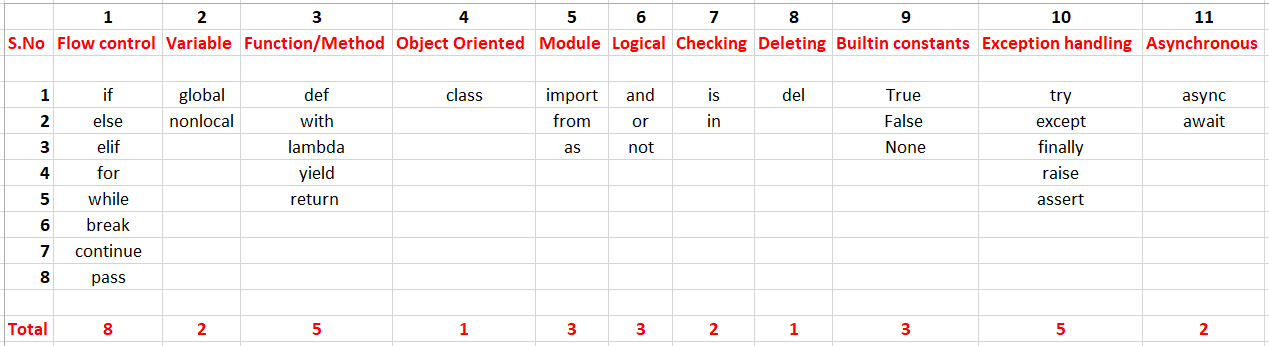 1 2 3 4 5 6 7 8 9 10 11
S.No Flow control Variable Function/Method Object Oriented Module Logical Checking Deleting Builtin constants Exception handling Asynchronous
1 if global def class import and is del True try async
2 else nonlocal with from or in False except await
3 elif lambda as not None finally
4 for yield raise
5 while return assert
6 break
7 continue
8 pass
Total 8 2 5 1 3 3 2 1 3 5 2